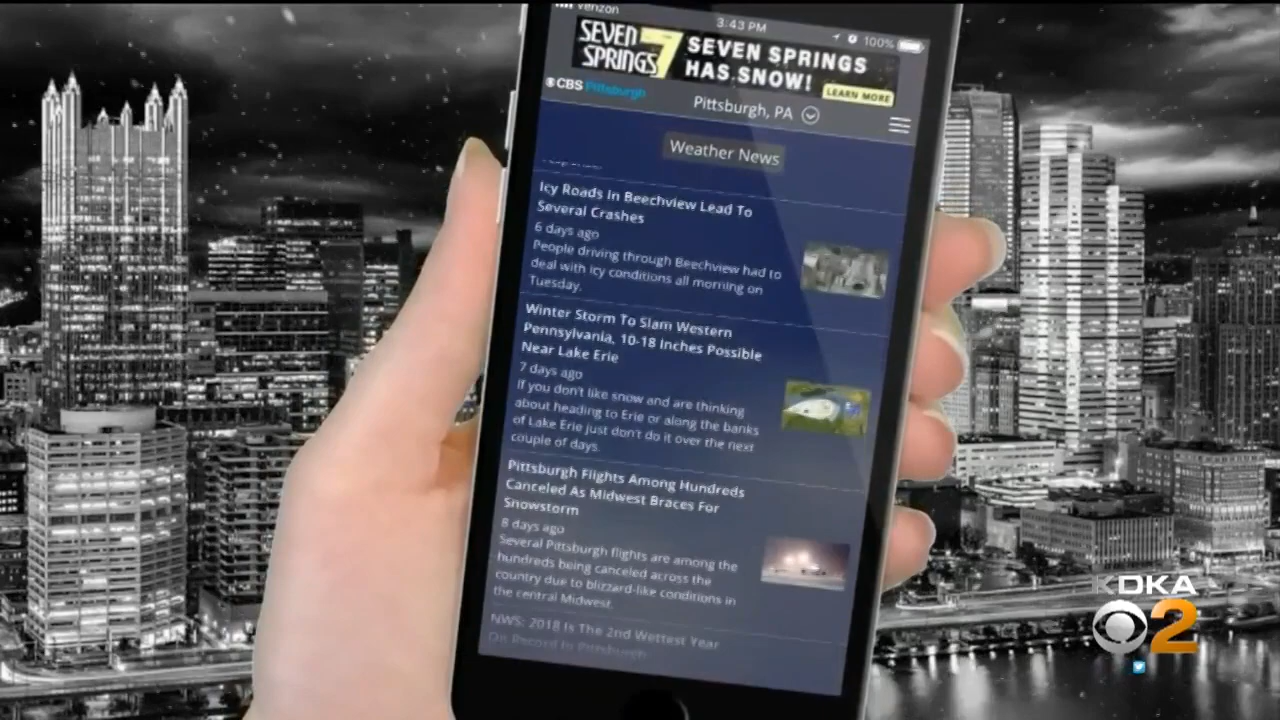 verizon
3:43 PM
100%
SEVEN
SPRINGS
7
SEVEN SPRINGS
HAS SNOW!
LEARN MORE
CBS Pittsburgh
Pittsburgh, PA
Weather News
Icy Roads In Beechview Lead To
Several Crashes
6 days ago
People driving through Beechview had to
deal with icy conditions all morning on
Tuesday.
Winter Storm To Slam Western
Pennsylvania, 10-18 Inches Possible
Near Lake Erie
7 days ago
If you don't like snow and are thinking
about heading to Erie or along the banks
of Lake Erie just don't do it over the next
couple of days.
Pittsburgh Flights Among Hundreds
Canceled As Midwest Braces For
Snowstorm
8 days ago
Several Pittsburgh flights are among the
hundreds being canceled across the
country due to blizzard-like conditions in
the central Midwest.
NWS: 2018 Is The 2nd Wettest Year
On Record In Pittsburgh
KDKA
2